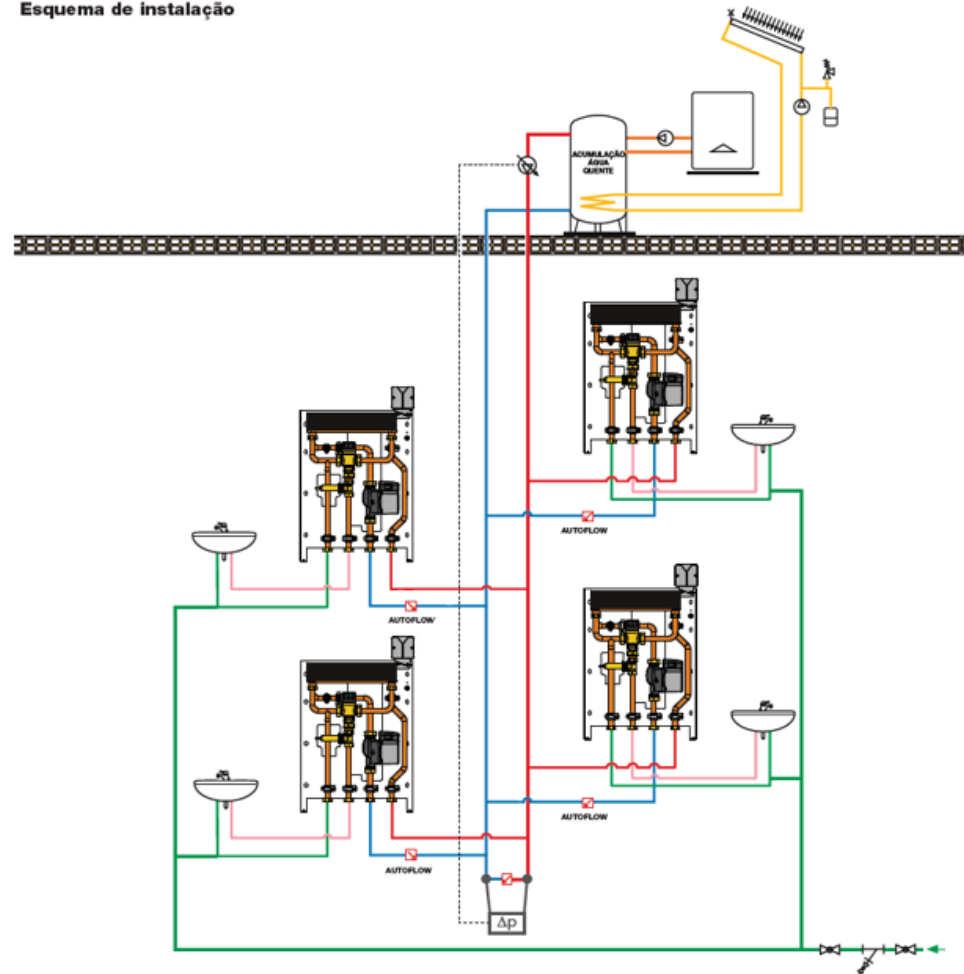 Esquema de instalação
ACUMULAÇÃO
ÁGUA
QUENTE
AUTOFLOW
AUTOFLOW
AUTOFLOW
AUTOFLOW
Δp